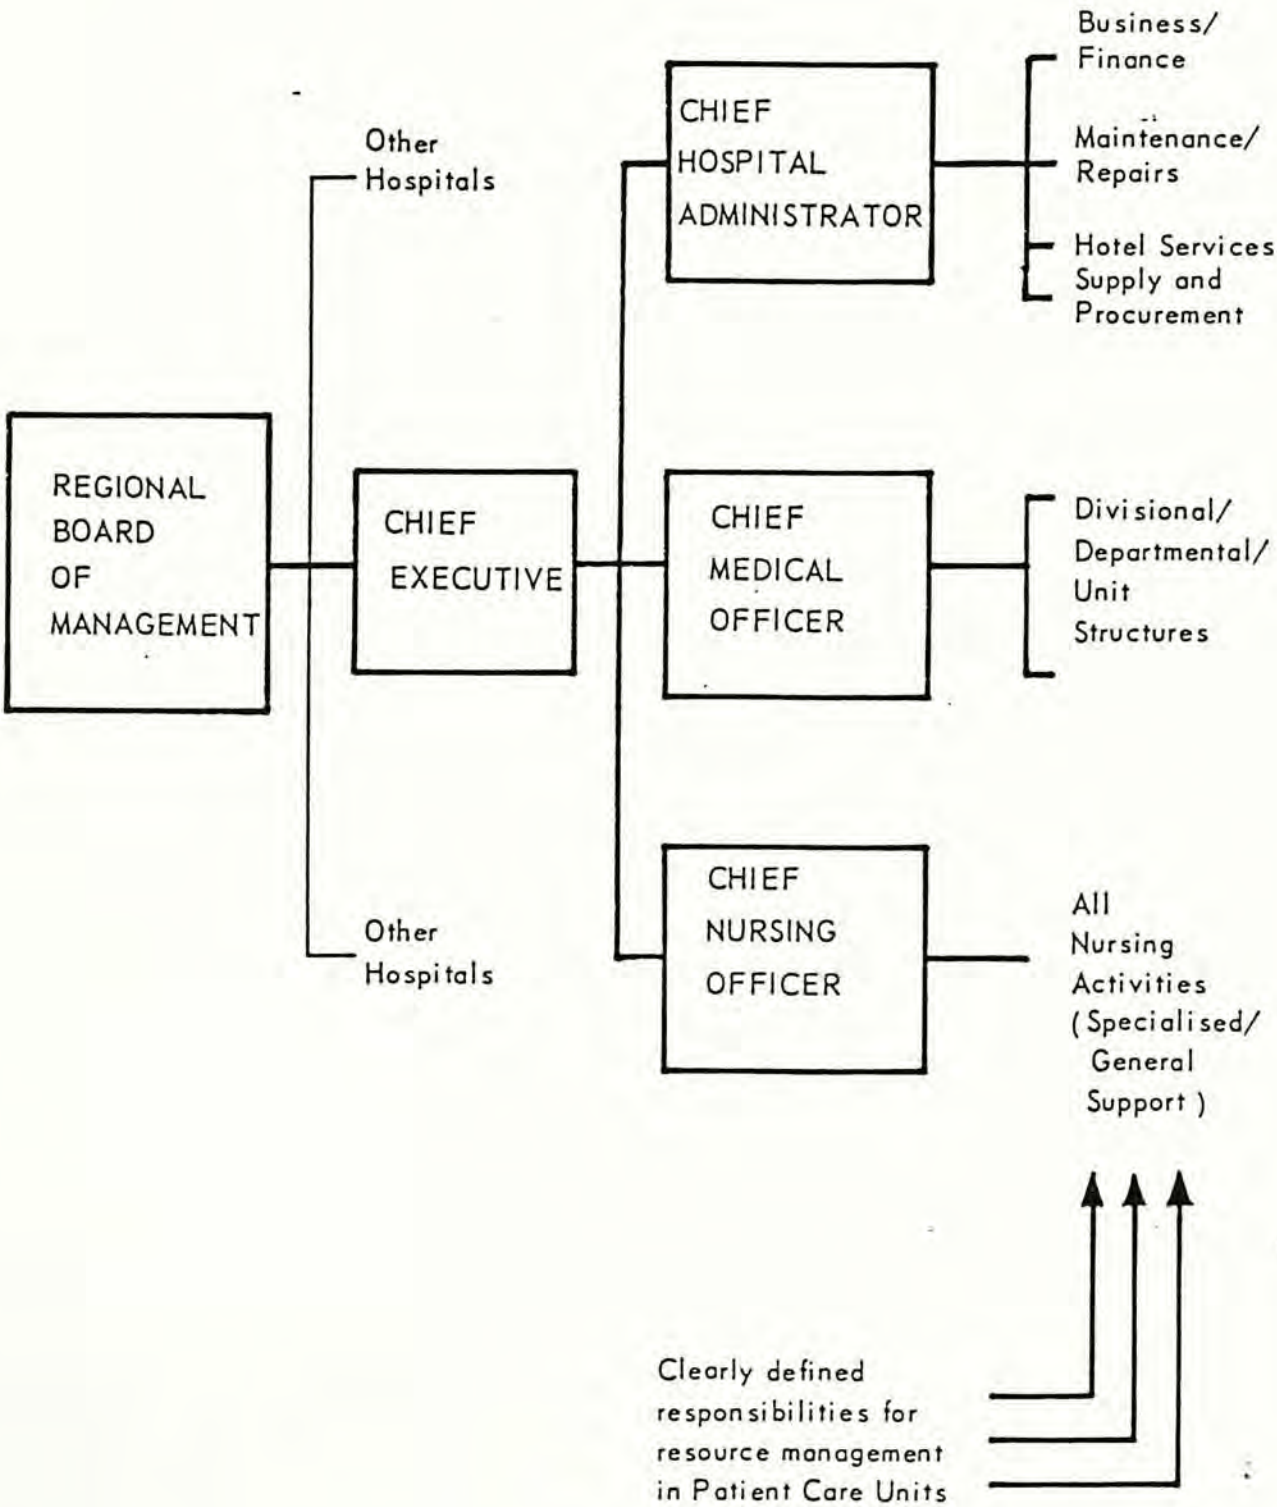 Business/
Finance
Other
Hospitals
CHIEF
HOSPITAL
ADMINISTRATOR
Maintenance/
Repairs
Hotel Services
Supply and
Procurement
REGIONAL
BOARD
OF
MANAGEMENT
CHIEF
EXECUTIVE
CHIEF
MEDICAL
OFFICER
Divisional/
Departmental/
Unit
Structures
Other
Hospitals
CHIEF
NURSING
OFFICER
All
Nursing
Activities
(Specialised/
General
Support)
Clearly defined
responsibilities for
resource management
in Patient Care Units